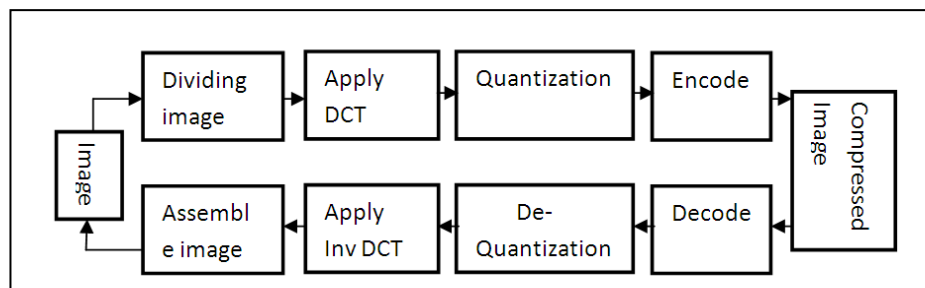 Dividing
image
Apply
DCT
Quantization
Encode
Compressed
Image
Image
Assembl
e image
Apply
Inv DCT
De-
Quantization
Decode